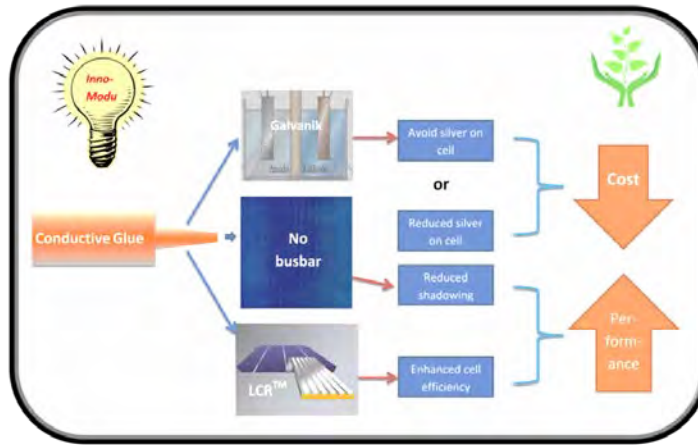 Inno-
Modu
Galvanik
Avoid silver on
cell
or
Cost
Conductive Glue
No
busbar
Reduced silver
on cell
Reduced
shadowing
Per-
form-
ance
LCR™
Enhanced cell
efficiency